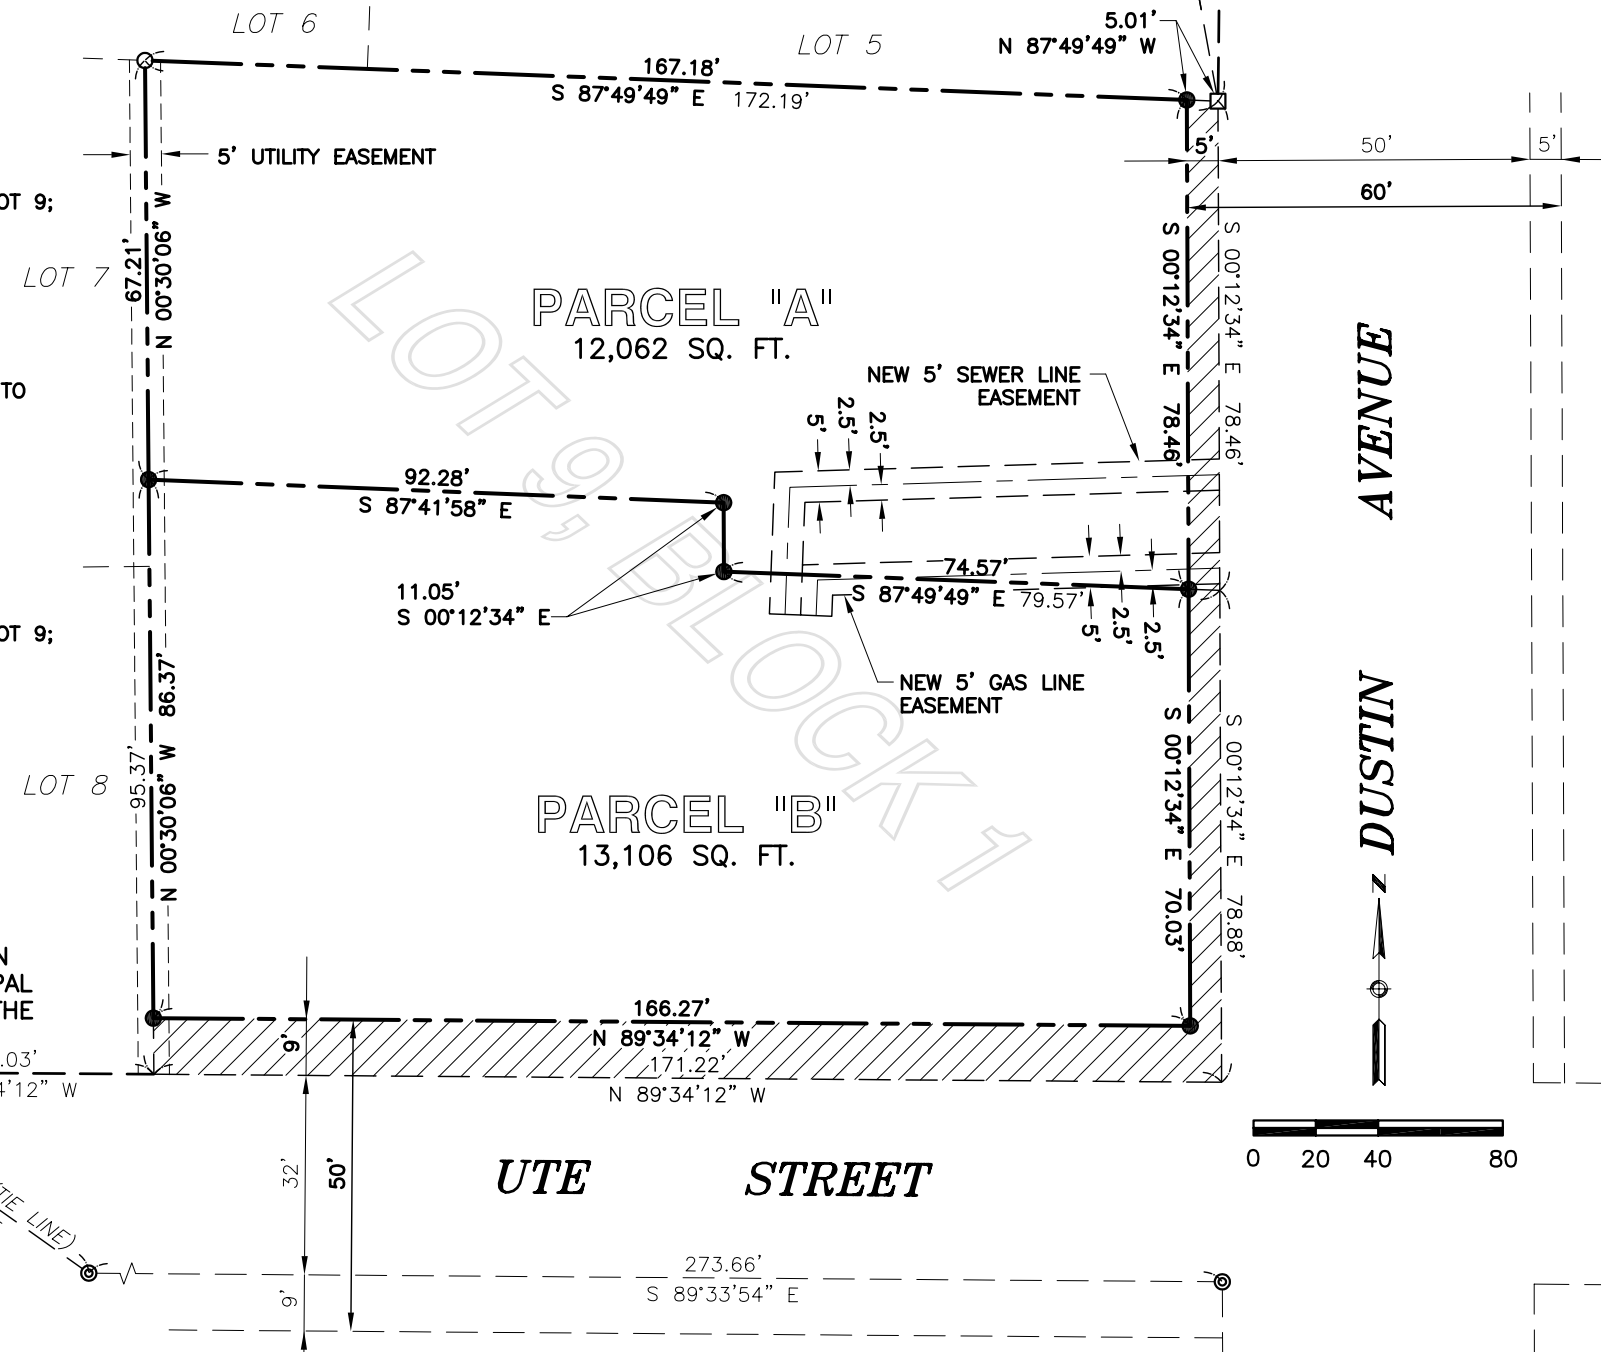 LOT 6
LOT 5
5.01'
N 87°49'49" W
167.18'
S 87°49'49" E 172.19'
5' UTILITY EASEMENT
5'
50'
5'
60'
OT 9;
LOT 7
67.21'
N 00°30'06" W
PARCEL "A"
12,062 SQ. FT.
LOT 9, BLOCK 1
S 00°12'34" E 78.46'
S 00°12'34" E 78.46'
TO
NEW 5' SEWER LINE
EASEMENT
5'
2.5'
2.5'
AVENUE
92.28'
S 87°41'58" E
11.05'
S 00°12'34" E
74.57'
S 87°49'49" E 79.57'
5'
2.5'
2.5'
OT 9;
NEW 5' GAS LINE
EASEMENT
LOT 8
95.37'
N 00°30'06" W 86.37'
PARCEL "B"
13,106 SQ. FT.
S 00°12'34" E 70.03'
S 00°12'34" E 78.88'
DUSTIN
N
N
PAL
THE
.03'
4'12" W
166.27'
N 89°34'12" W
171.22'
N 89°34'12" W
9'
32'
50'
9'
UTE STREET
0 20 40 80
(TIE LINE)
273.66'
S 89°33'54" E